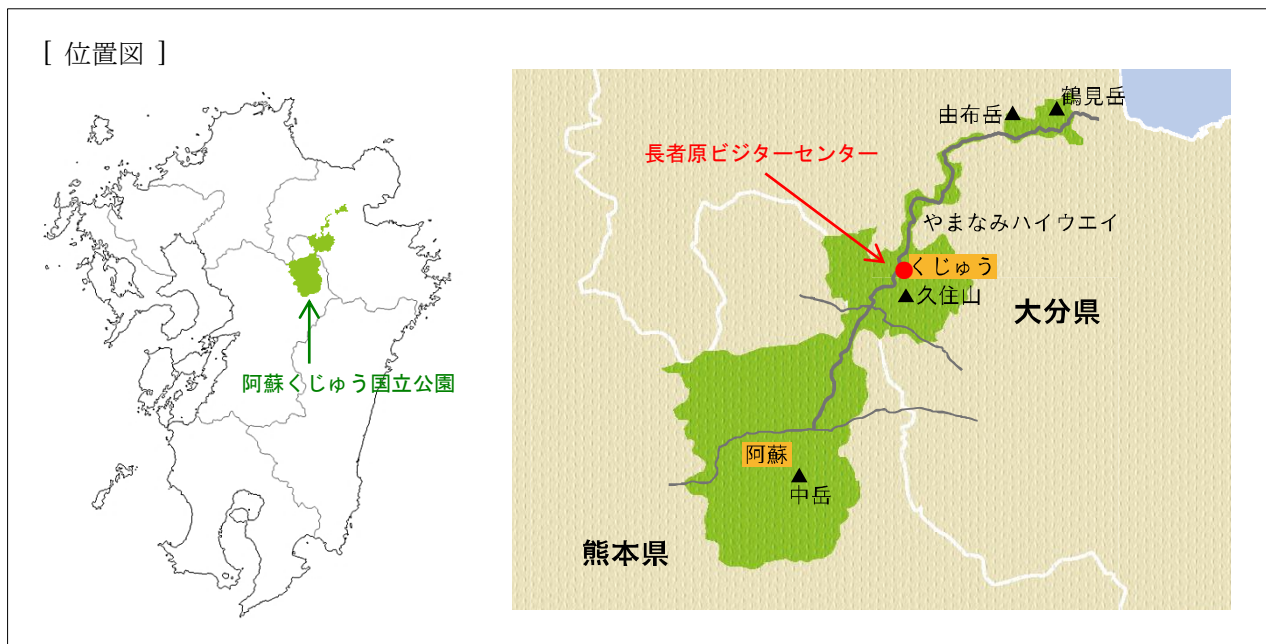 [ 位置図 ]
阿蘇くじゅう国立公園
鶴見岳
由布岳
長者原ビジターセンター
やまなみハイウエイ
くじゅう
久住山
大分県
阿蘇
中岳
熊本県